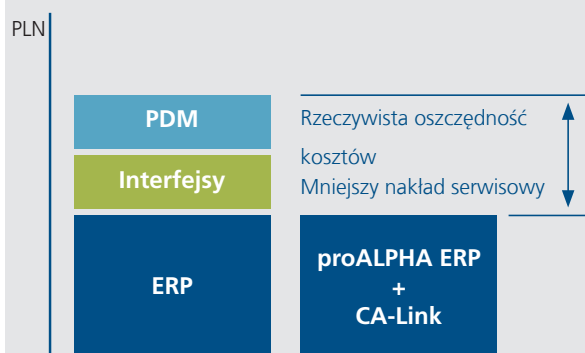 PLN
PDM
Interfejsy
ERP
Rzeczywista oszczędność
kosztów
Mniejszy nakład serwisowy
proALPHA ERP
+
CA-Link